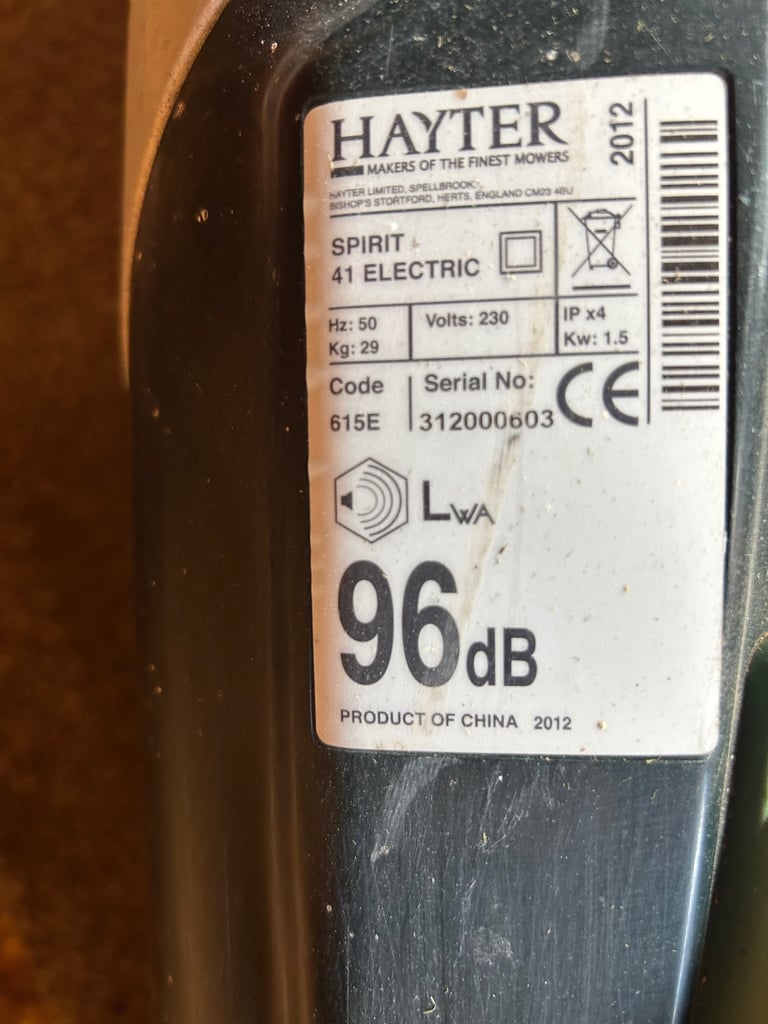 HAYTER
MAKERS OF THE FINEST MOWERS
2012
HAYTER LIMITED, SPELLBROOK,
BISHOP'S STORTFORD, HERTS, ENGLAND CM23 4BU
SPIRIT
41 ELECTRIC
Hz: 50
Kg: 29
Volts: 230
IP x4
Kw: 1.5
Code
615E
Serial No:
312000603
CE
LWA
96dB
PRODUCT OF CHINA 2012